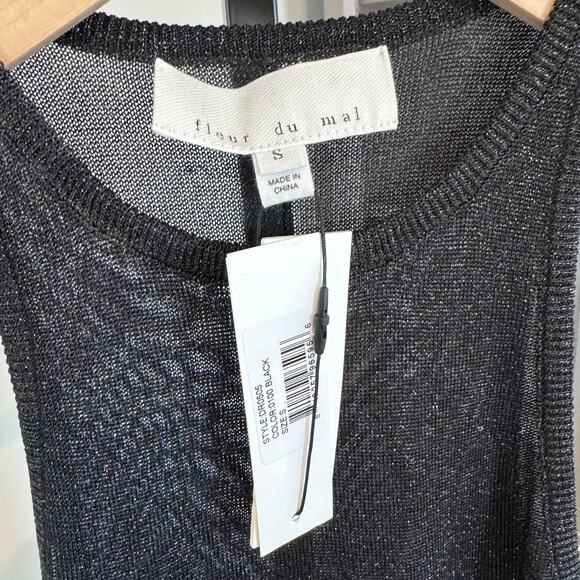 fleur du mal
S
MADE IN
CHINA
STYLE:DR0505
COLOR:0100 BLACK
SIZE:S